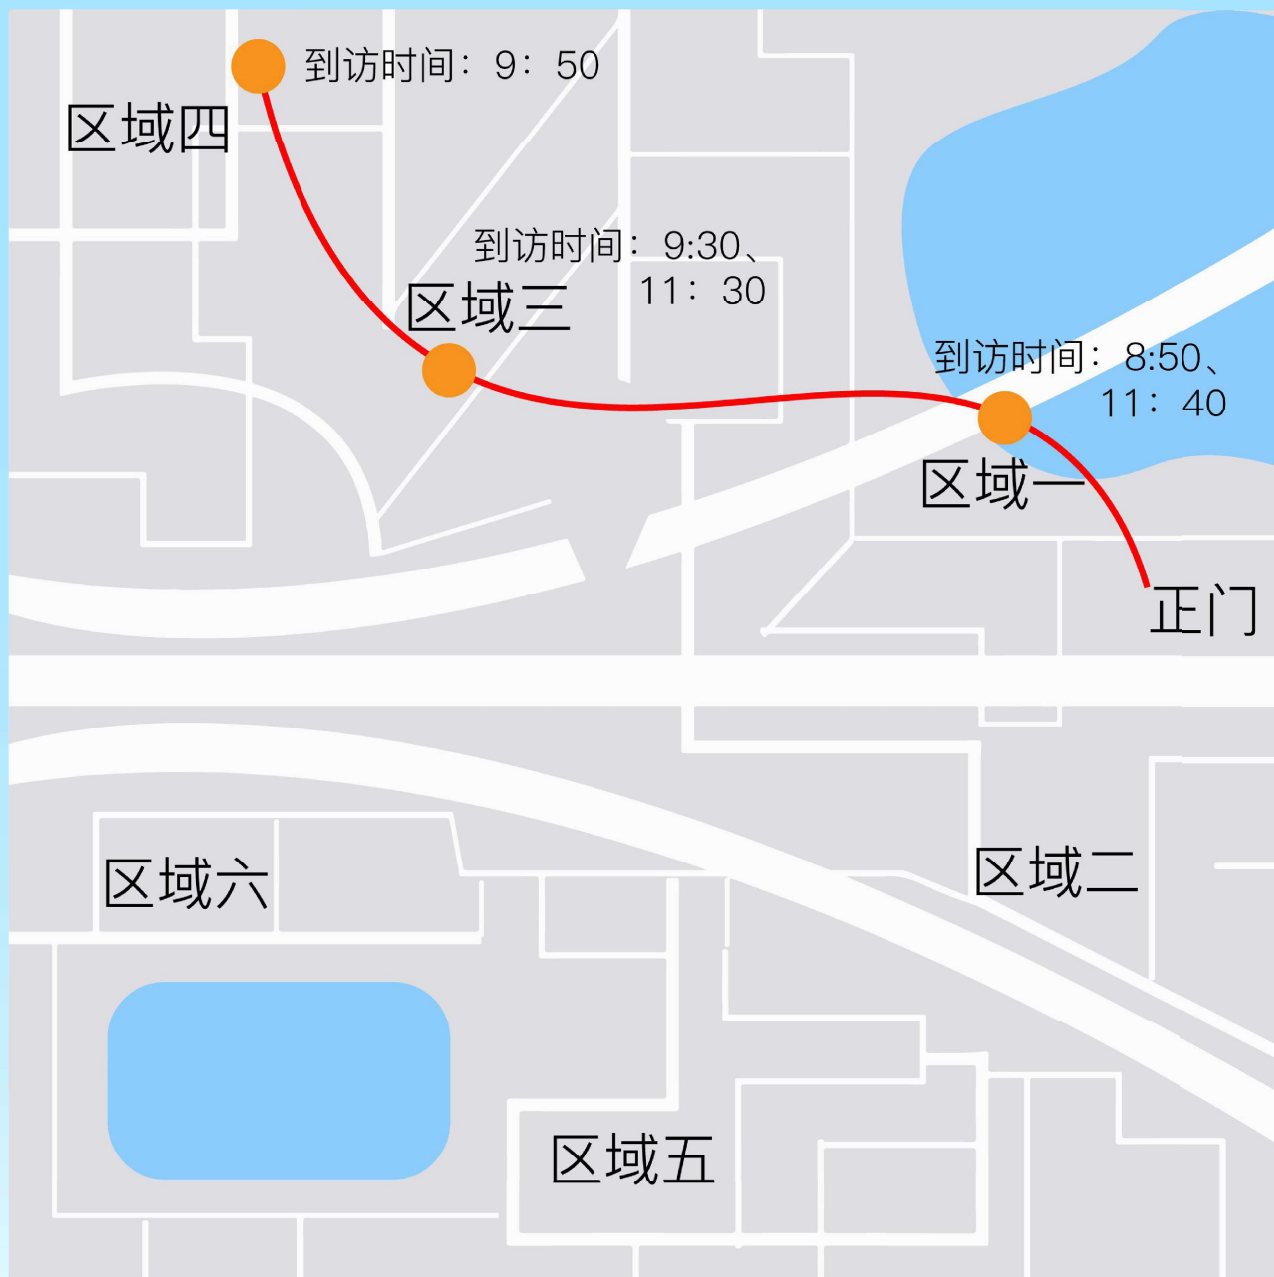 到访时间：9：50
区域四
到访时间：9:30、
11：30
区域三
到访时间：8:50、
11：40
区域一
正门
区域二
区域六
区域五